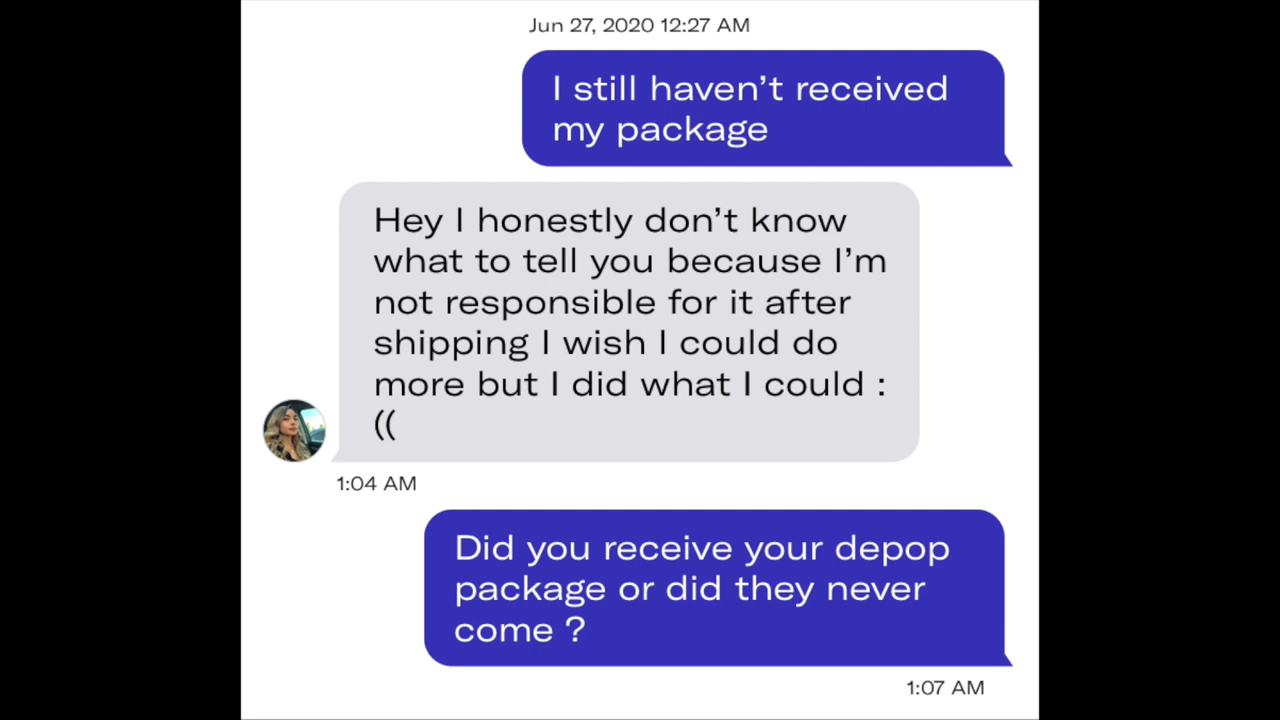 Jun 27, 2020 12:27 AM
I still haven’t received
my package
Hey I honestly don’t know
what to tell you because I’m
not responsible for it after
shipping I wish I could do
more but I did what I could :
((
1:04 AM
Did you receive your depop
package or did they never
come ?
1:07 AM